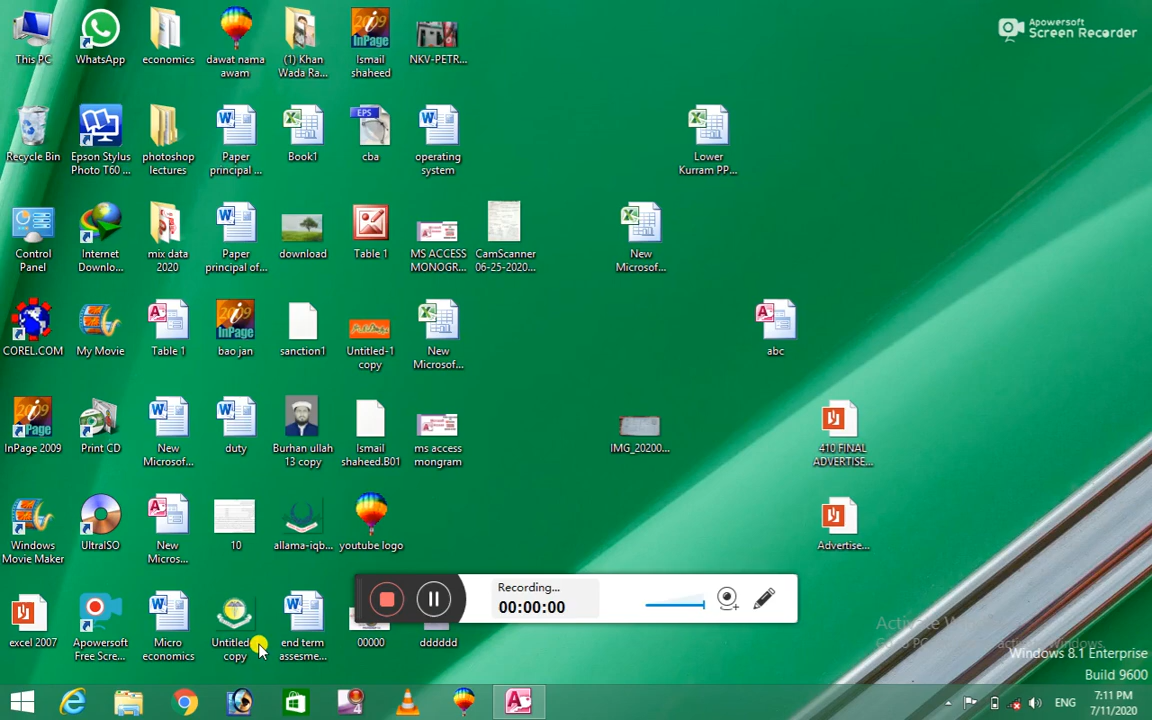 Apowersoft
Screen Recorder
This PC
WhatsApp
economics
dawat nama
awam
(1) Khan
Wada Ra...
2009
InPage
Ismail
shaheed
NKV-PETR...
Recycle Bin
Epson Stylus
Photo T60 ...
photoshop
lectures
Paper
principal ...
Book1
EPS
cba
operating
system
Lower
Kurram PP...
Control
Panel
Internet
Downlo...
mix data
2020
Paper
principal of...
download
Table 1
MS ACCESS
MONOGR...
CamScanner
06-25-2020...
New
Microsof...
COREL.COM
My Movie
Table 1
2009
InPage
bao jan
sanction1
Untitled-1
copy
New
Microsof...
abc
2009
InPage
InPage 2009
Print CD
New
Microsof...
duty
Burhan ullah
13 copy
Ismail
shaheed.B01
ms access
mongram
IMG_20200...
410 FINAL
ADVERTISE...
Windows
Movie Maker
UltraISO
New
Micros...
10
allama-iqb...
youtube logo
Advertise...
Recording...
00:00:00
excel 2007
Apowersoft
Free Scre...
Micro
economics
Untitled
copy
end term
assesme...
00000
dddddd
Windows 8.1 Enterprise
Build 9600
ENG
7:11 PM
7/11/2020